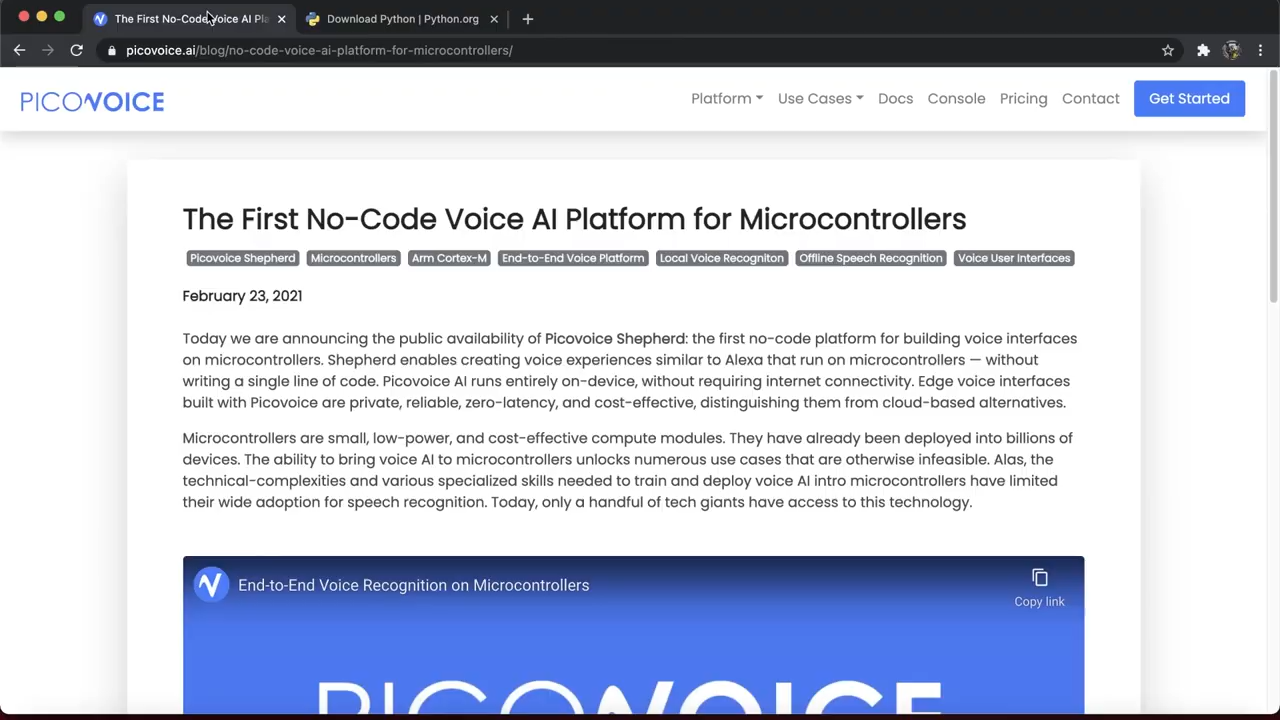 The First No-Code Voice AI Pla
Download Python | Python.org
picovoice.ai/blog/no-code-voice-ai-platform-for-microcontrollers/
PICOVOICE
Platform
Use Cases
Docs
Console
Pricing
Contact
Get Started
The First No-Code Voice AI Platform for Microcontrollers
Picovoice Shepherd Microcontrollers Arm Cortex-M End-to-End Voice Platform Local Voice Recogniton Offline Speech Recognition Voice User Interfaces
February 23, 2021
Today we are announcing the public availability of Picovoice Shepherd: the first no-code platform for building voice interfaces
on microcontrollers. Shepherd enables creating voice experiences similar to Alexa that run on microcontrollers — without
writing a single line of code. Picovoice AI runs entirely on-device, without requiring internet connectivity. Edge voice interfaces
built with Picovoice are private, reliable, zero-latency, and cost-effective, distinguishing them from cloud-based alternatives.
Microcontrollers are small, low-power, and cost-effective compute modules. They have already been deployed into billions of
devices. The ability to bring voice AI to microcontrollers unlocks numerous use cases that are otherwise infeasible. Alas, the
technical-complexities and various specialized skills needed to train and deploy voice AI intro microcontrollers have limited
their wide adoption for speech recognition. Today, only a handful of tech giants have access to this technology.
End-to-End Voice Recognition on Microcontrollers
Copy link
PICOVOICE